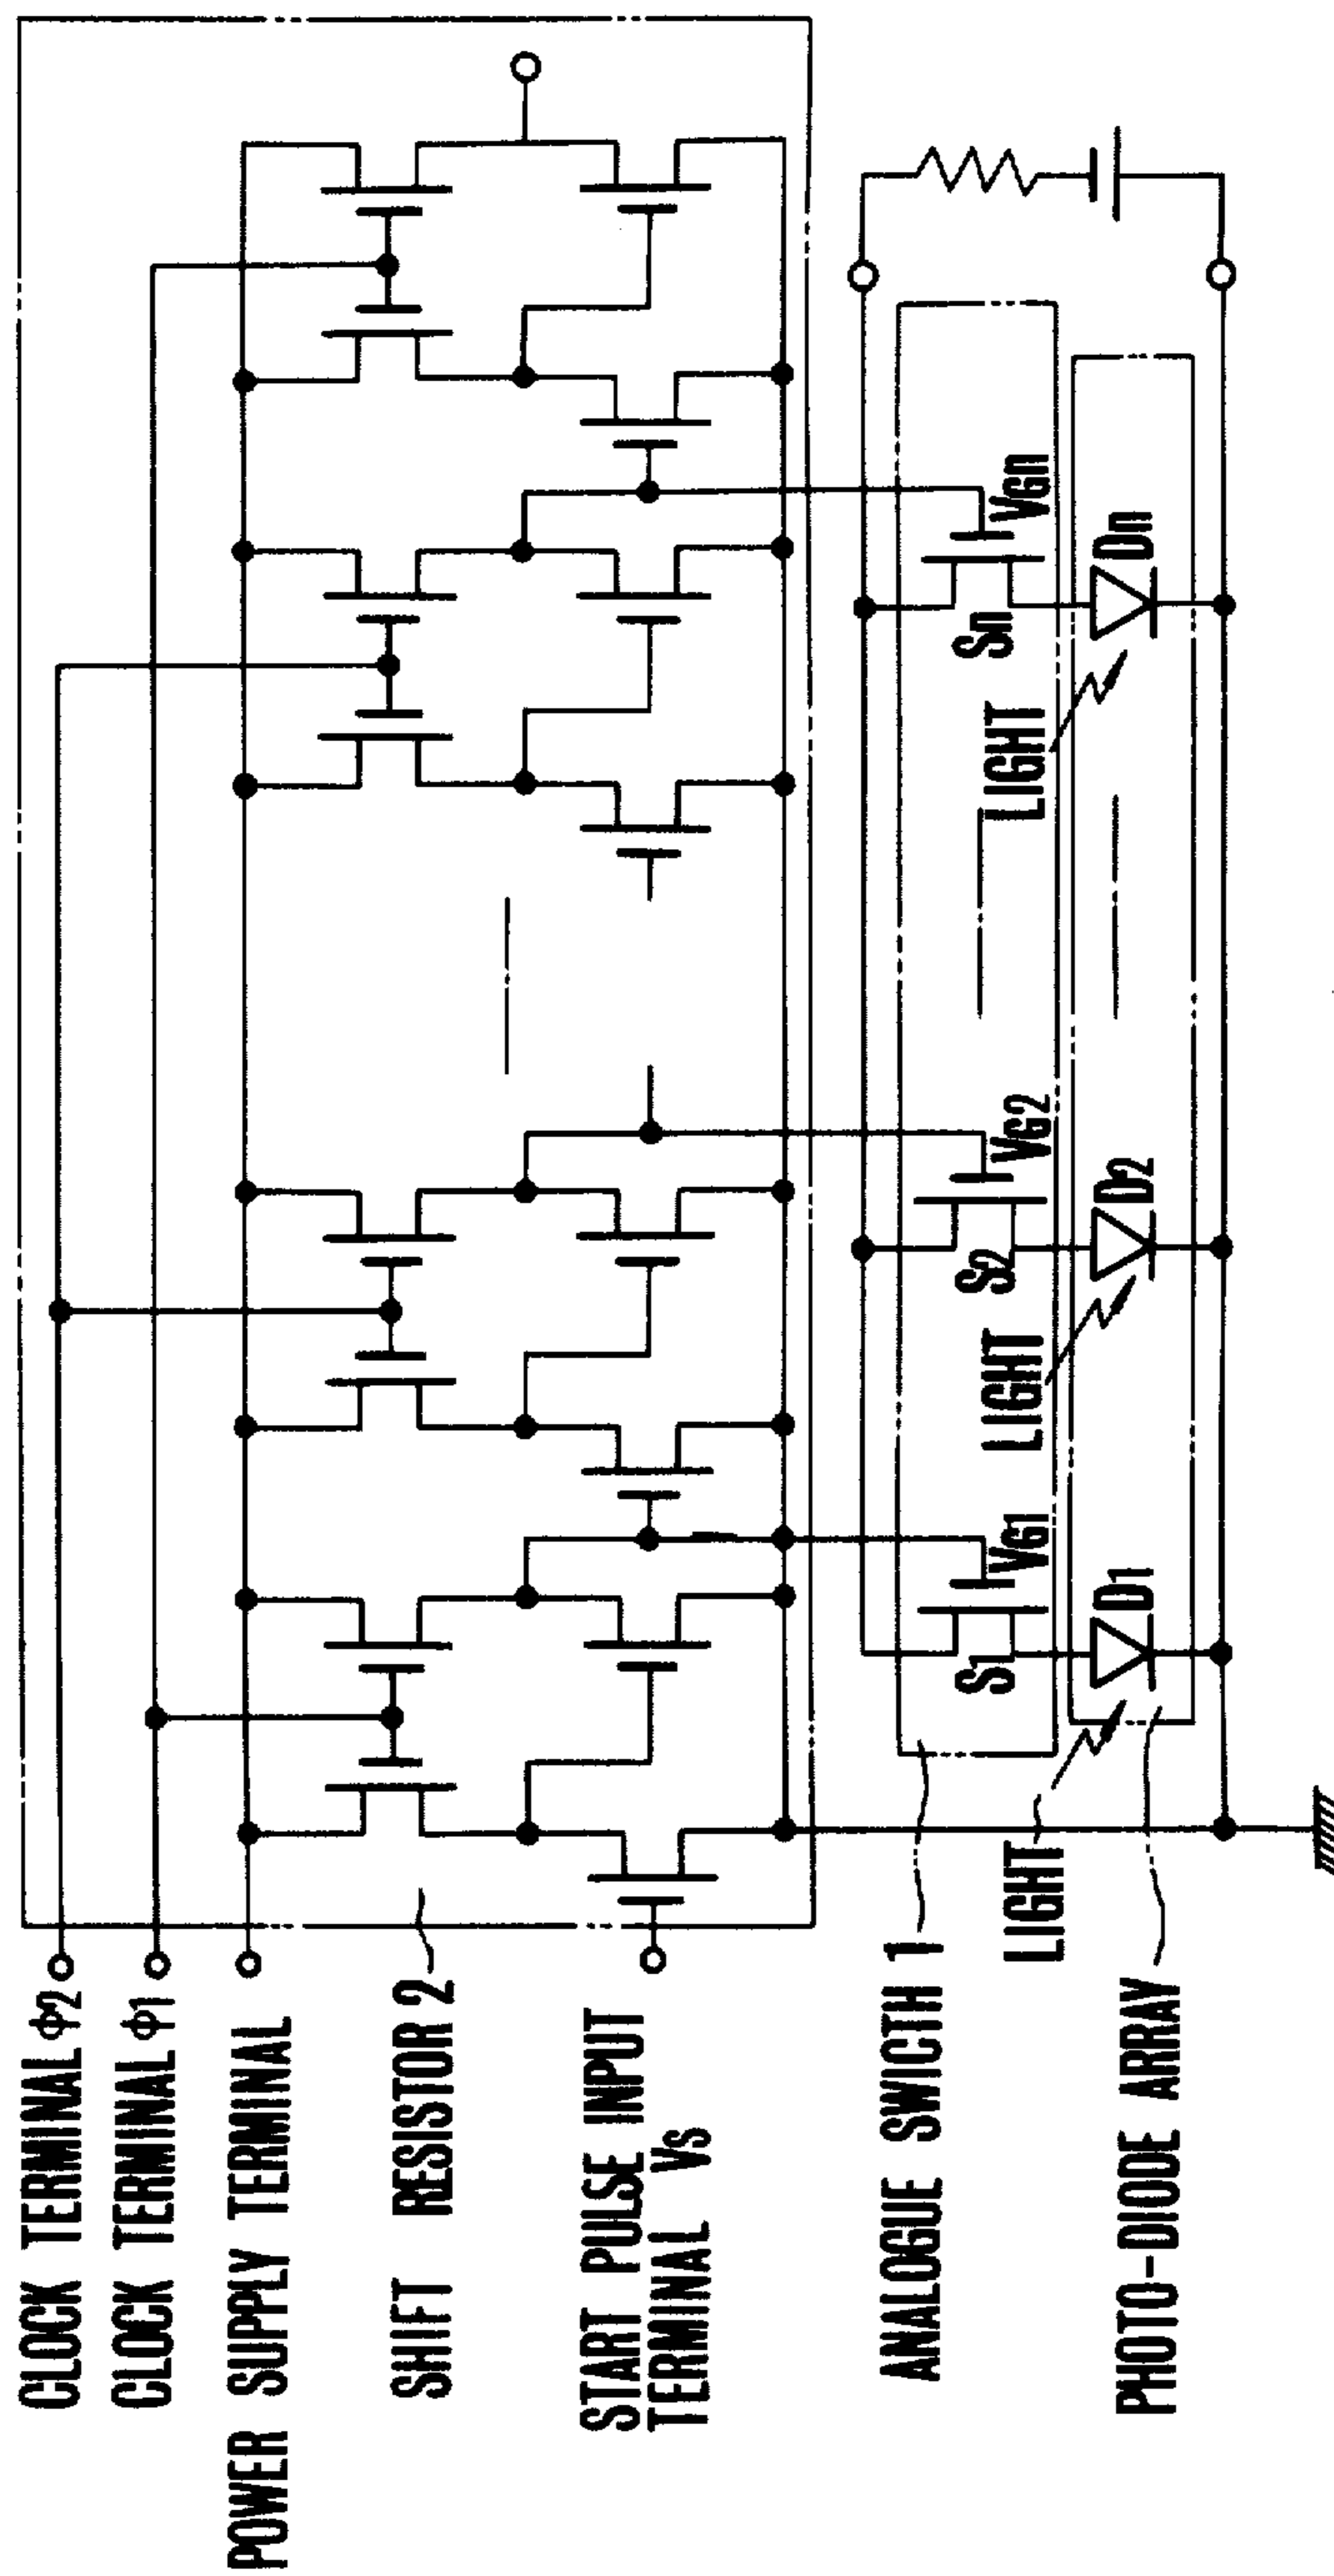 CLOCK TERMINAL ϕ2
CLOCK TERMINAL ϕ1
POWER SUPPLY TERMINAL
SHIFT RESISTOR 2
START PULSE INPUT
TERMINAL VS
ANALOGUE SWICTH 1
LIGHT
PHOTO-DIODE ARRAY
S1
VG1
D1
LIGHT
S2
VG2
D2
LIGHT
Sn
VGn
Dn